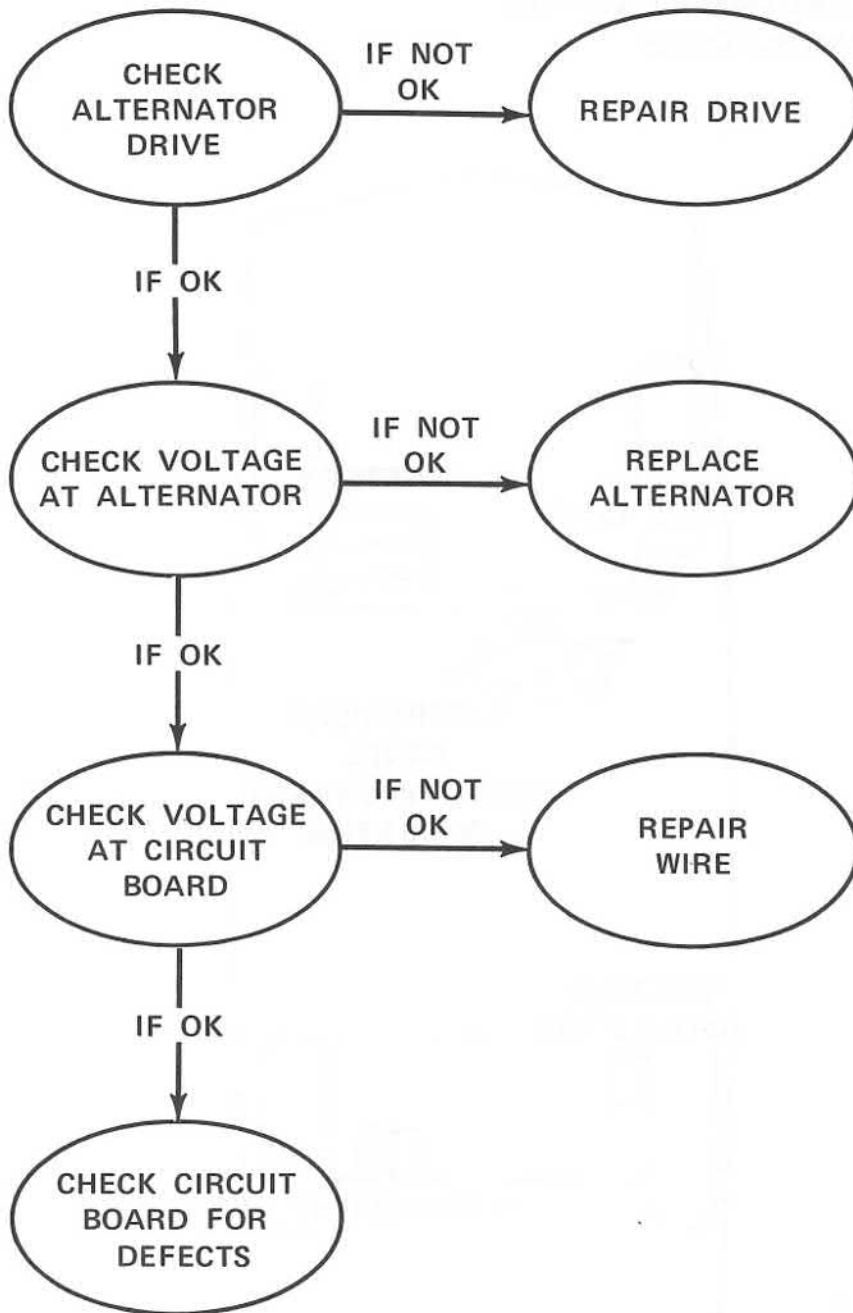 CHECK
ALTERNATOR
DRIVE
IF NOT
OK
REPAIR DRIVE
IF OK
CHECK VOLTAGE
AT ALTERNATOR
IF NOT
OK
REPLACE
ALTERNATOR
IF OK
CHECK VOLTAGE
AT CIRCUIT
BOARD
IF NOT
OK
REPAIR
WIRE
IF OK
CHECK CIRCUIT
BOARD FOR
DEFECTS